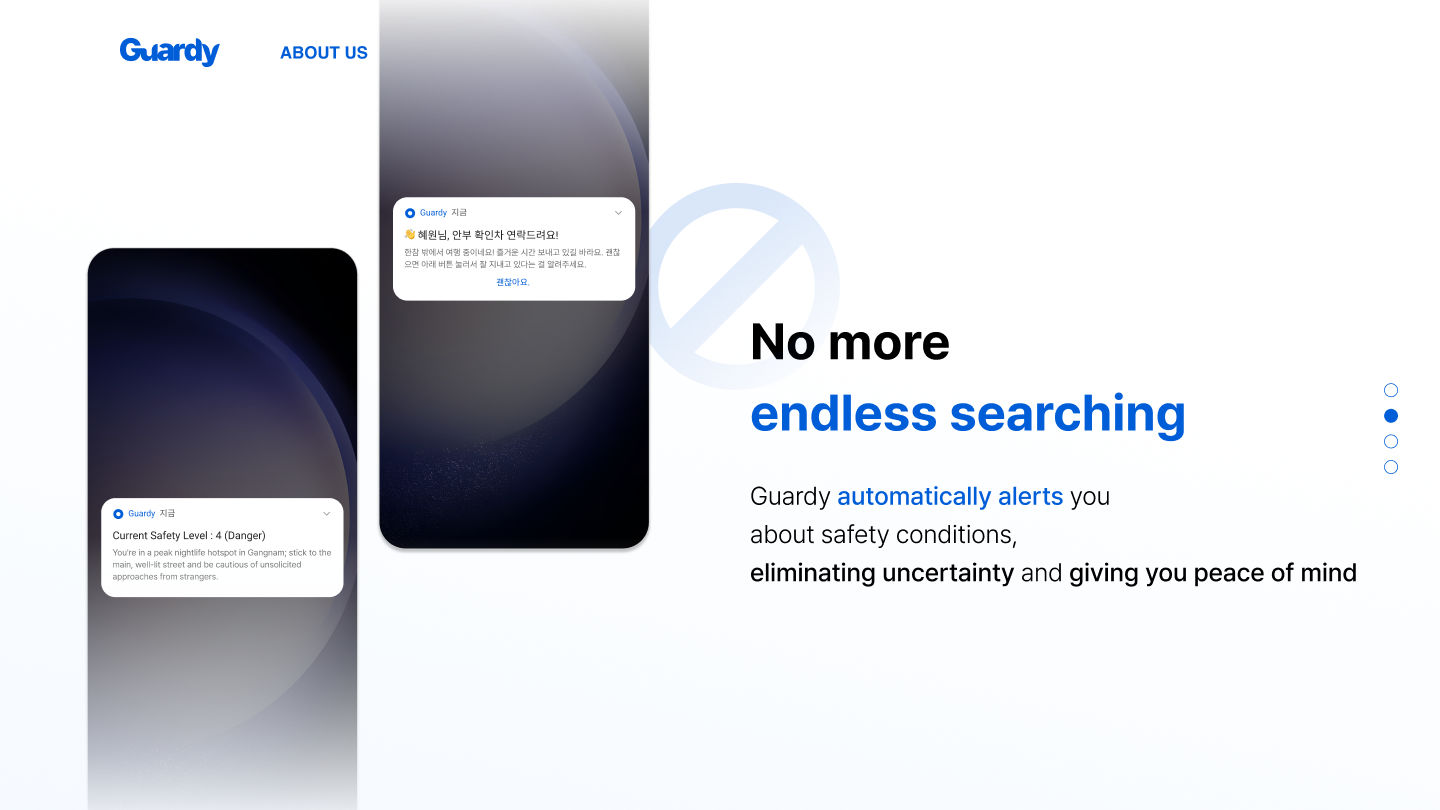 Guardy
ABOUT US
Guardy 지금
👋 혜원님, 안부 확인차 연락드려요!
한참 밖에서 여행 중이네요! 즐거운 시간 보내고 있길 바라요. 괜찮
으면 아래 버튼 눌러서 잘 지내고 있다는 걸 알려주세요.
괜찮아요.
Guardy 지금
Current Safety Level : 4 (Danger)
You're in a peak nightlife hotspot in Gangnam; stick to the
main, well-lit street and be cautious of unsolicited
approaches from strangers.
No more
endless searching
Guardy automatically alerts you
about safety conditions,
eliminating uncertainty and giving you peace of mind